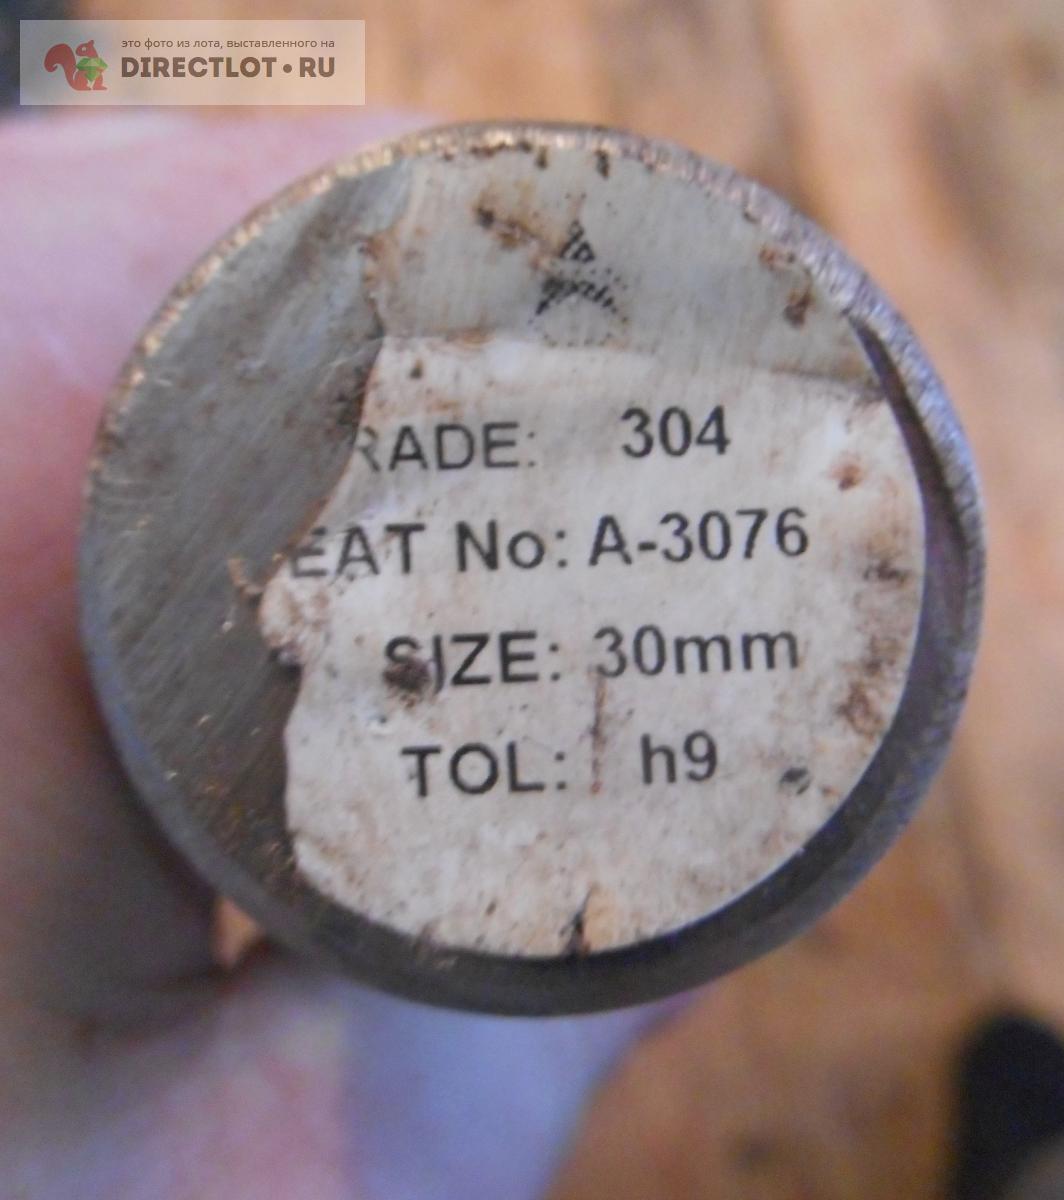 это фото из лота, выставленного на
DIRECTLOT•RU
RADE: 304
EAT No: A-3076
SIZE: 30mm
TOL: h9